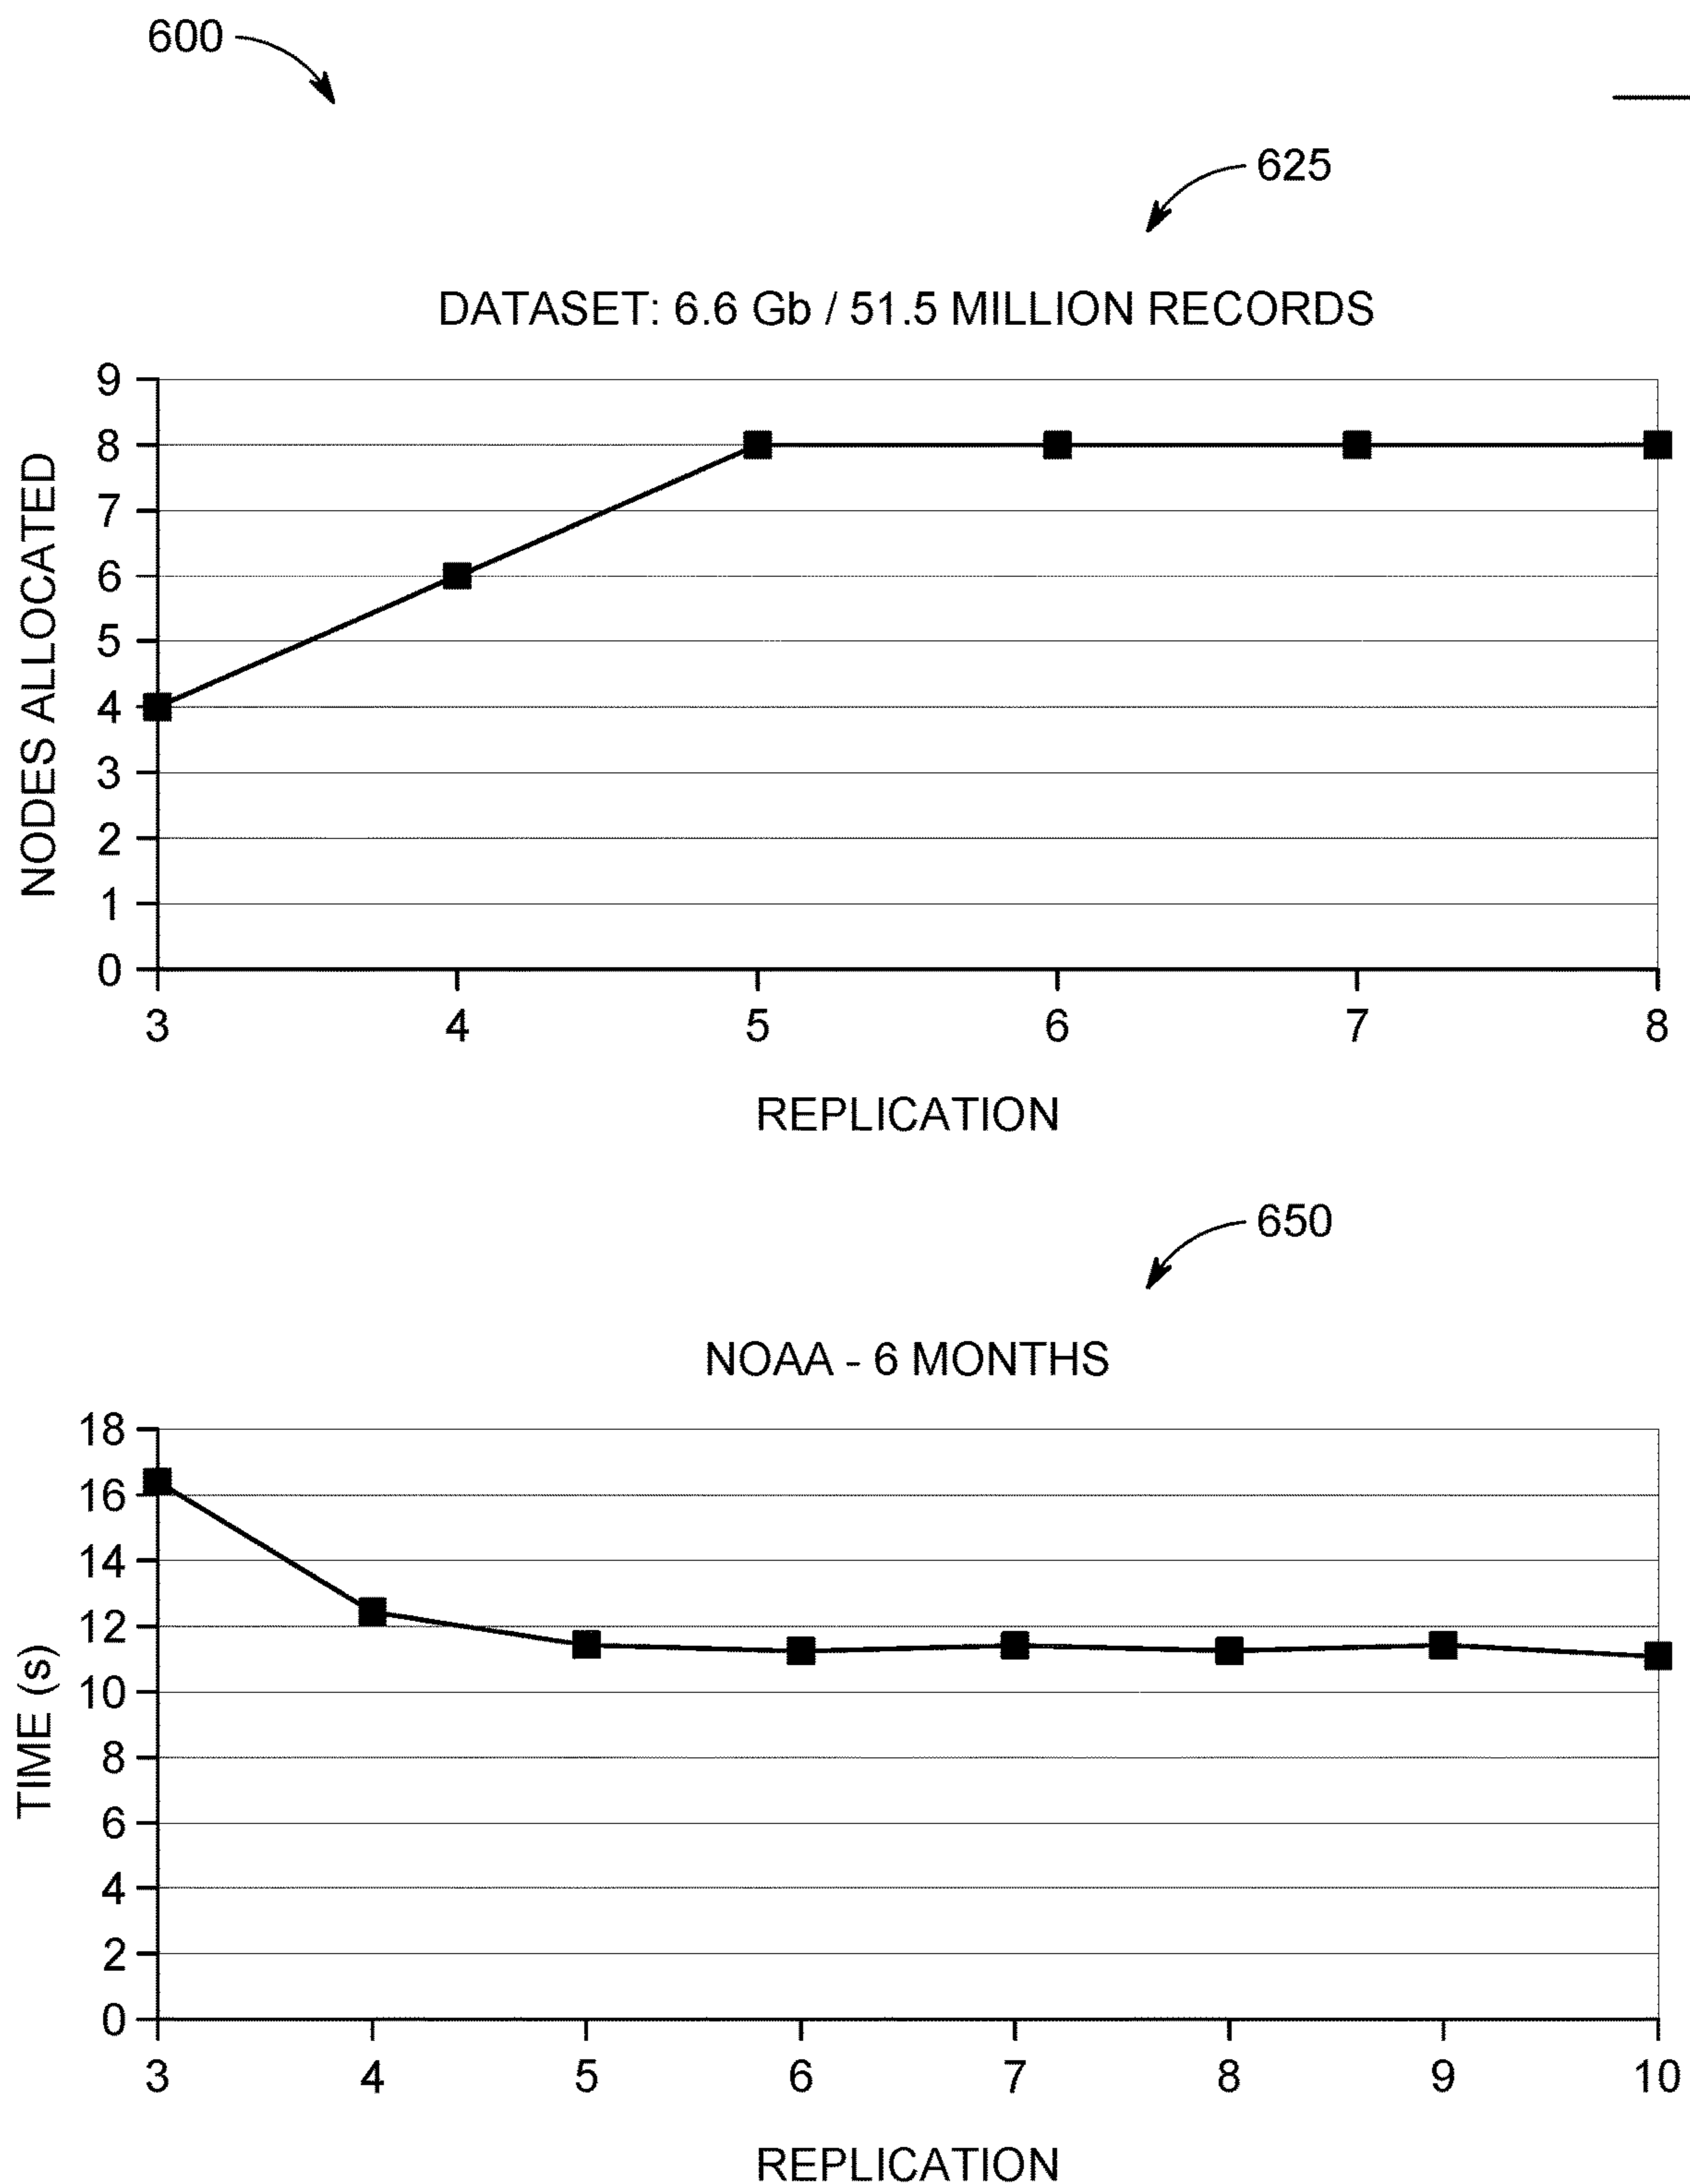 600
625
DATASET: 6.6 Gb / 51.5 MILLION RECORDS
NODES ALLOCATED
9
8
7
6
5
4
3
2
1
0
3 4 5 6 7 8
REPLICATION
650
NOAA - 6 MONTHS
TIME (s)
18
16
14
12
10
8
6
4
2
0
3 4 5 6 7 8 9 10
REPLICATION